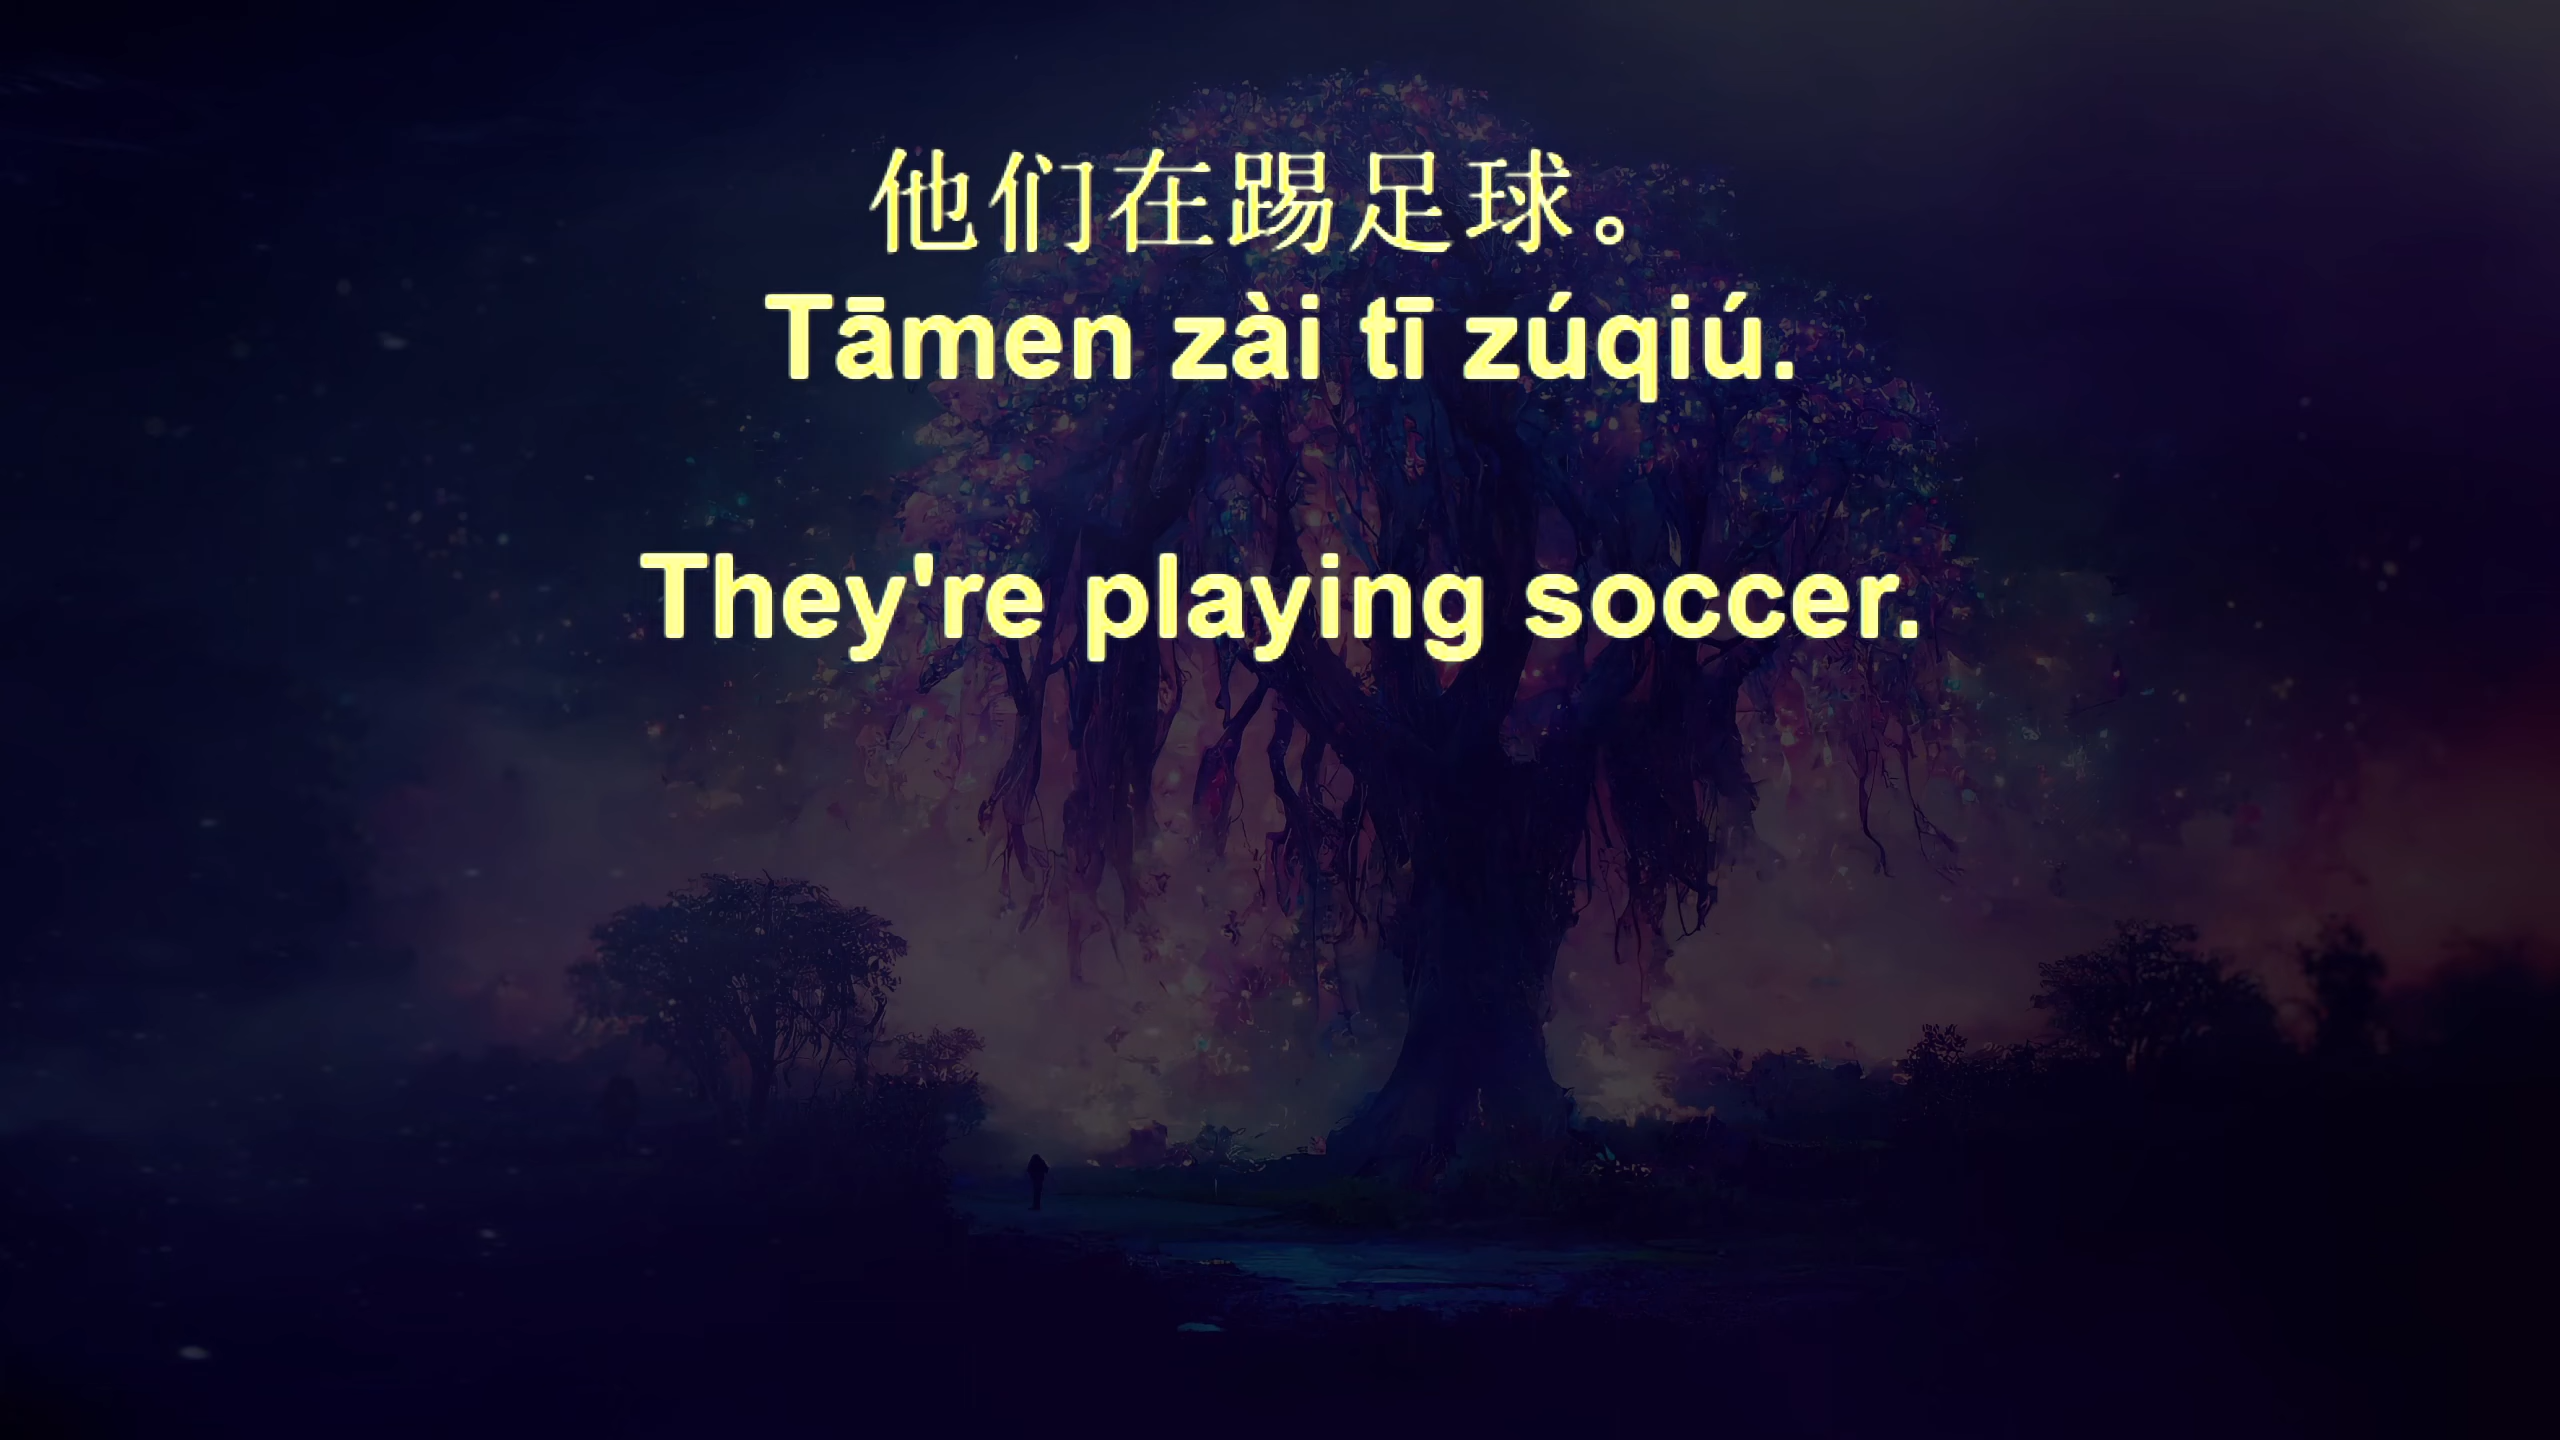 他们在踢足球。
Tāmen zài tī zúqiú.
They're playing soccer.